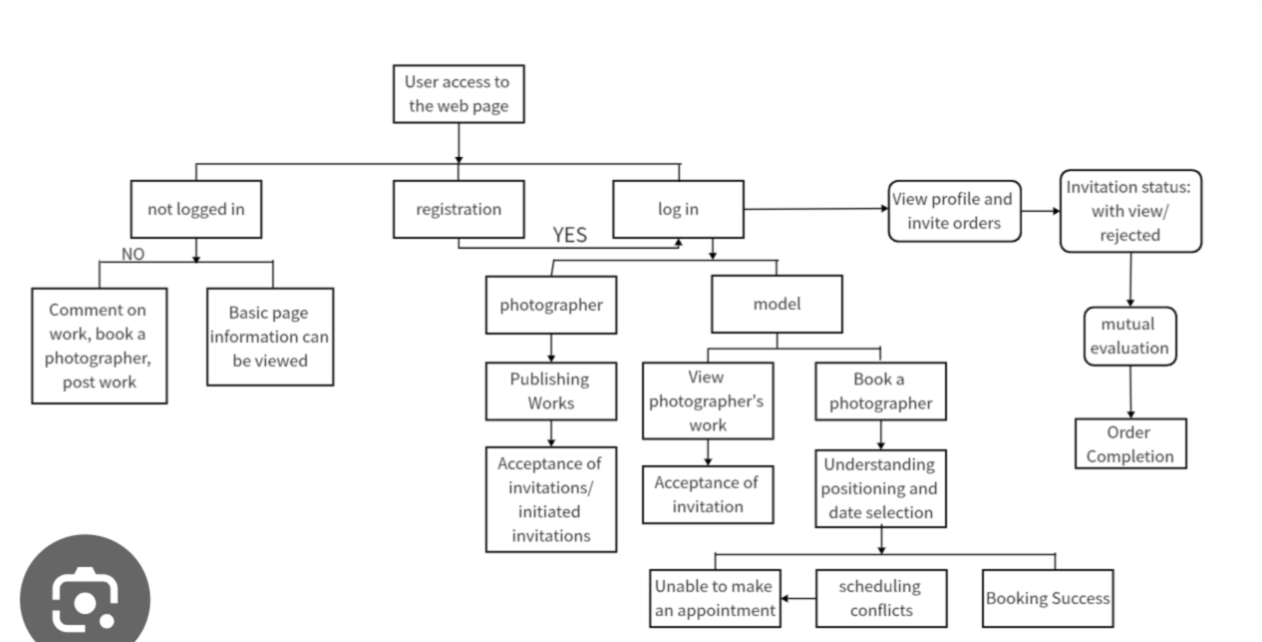 User access to
the web page
not logged in
registration
log in
View profile and
invite orders
Invitation status:
with view/
rejected
YES
NO
Comment on
work, book a
photographer,
post work
Basic page
information can
be viewed
photographer
model
mutual
evaluation
Publishing
Works
View
photographer's
work
Book a
photographer
Order
Completion
Acceptance of
invitations/
initiated
invitations
Acceptance of
invitation
Understanding
positioning and
date selection
Unable to make
an appointment
scheduling
conflicts
Booking Success